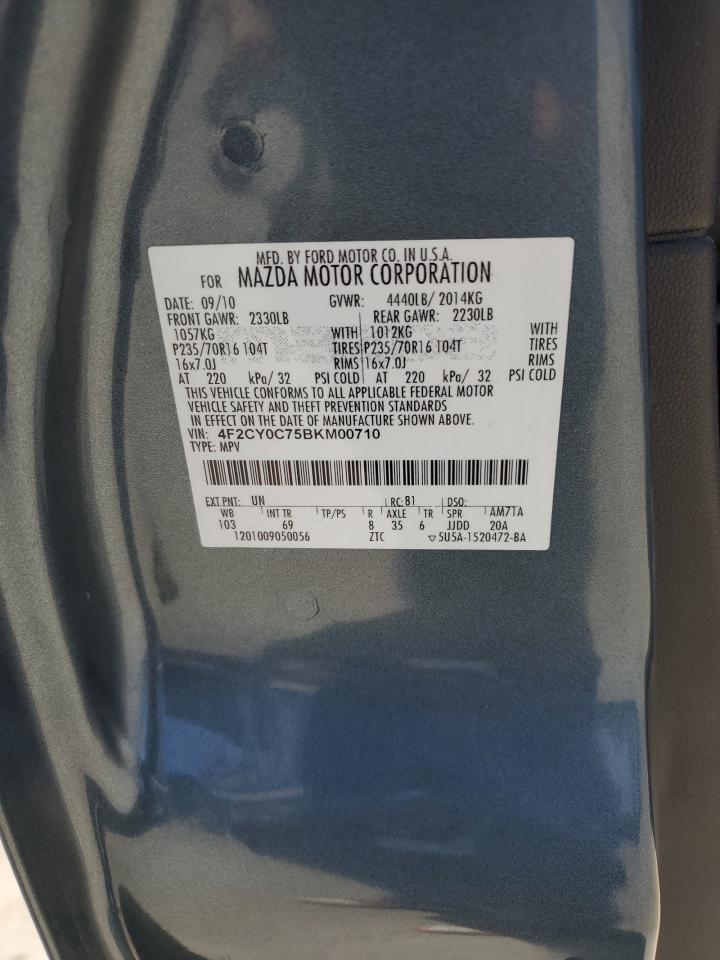 MFD. BY FORD MOTOR CO. IN U.S.A.
FOR MAZDA MOTOR CORPORATION
DATE: 09/10 GVWR: 4440LB/ 2014KG
FRONT GAWR: 2330LB REAR GAWR: 2230LB
1057KG WITH 1012KG WITH
P235/70R16 104T TIRES P235/70R16 104T TIRES
16x7.0J RIMS 16x7.0J RIMS
AT 220 kPa/ 32 PSI COLD AT 220 kPa/ 32 PSI COLD
THIS VEHICLE CONFORMS TO ALL APPLICABLE FEDERAL MOTOR
VEHICLE SAFETY AND THEFT PREVENTION STANDARDS
IN EFFECT ON THE DATE OF MANUFACTURE SHOWN ABOVE.
VIN: 4F2CY0C75BKM00710
TYPE: MPV
EXT PNT: UN RC: 81 DSO:
WB INT TR TP/PS R AXLE TR SPR AM71A
103 69 8 35 6 JJDD 20A
1201009050056 ZTC ▽5U5A-1520472-BA